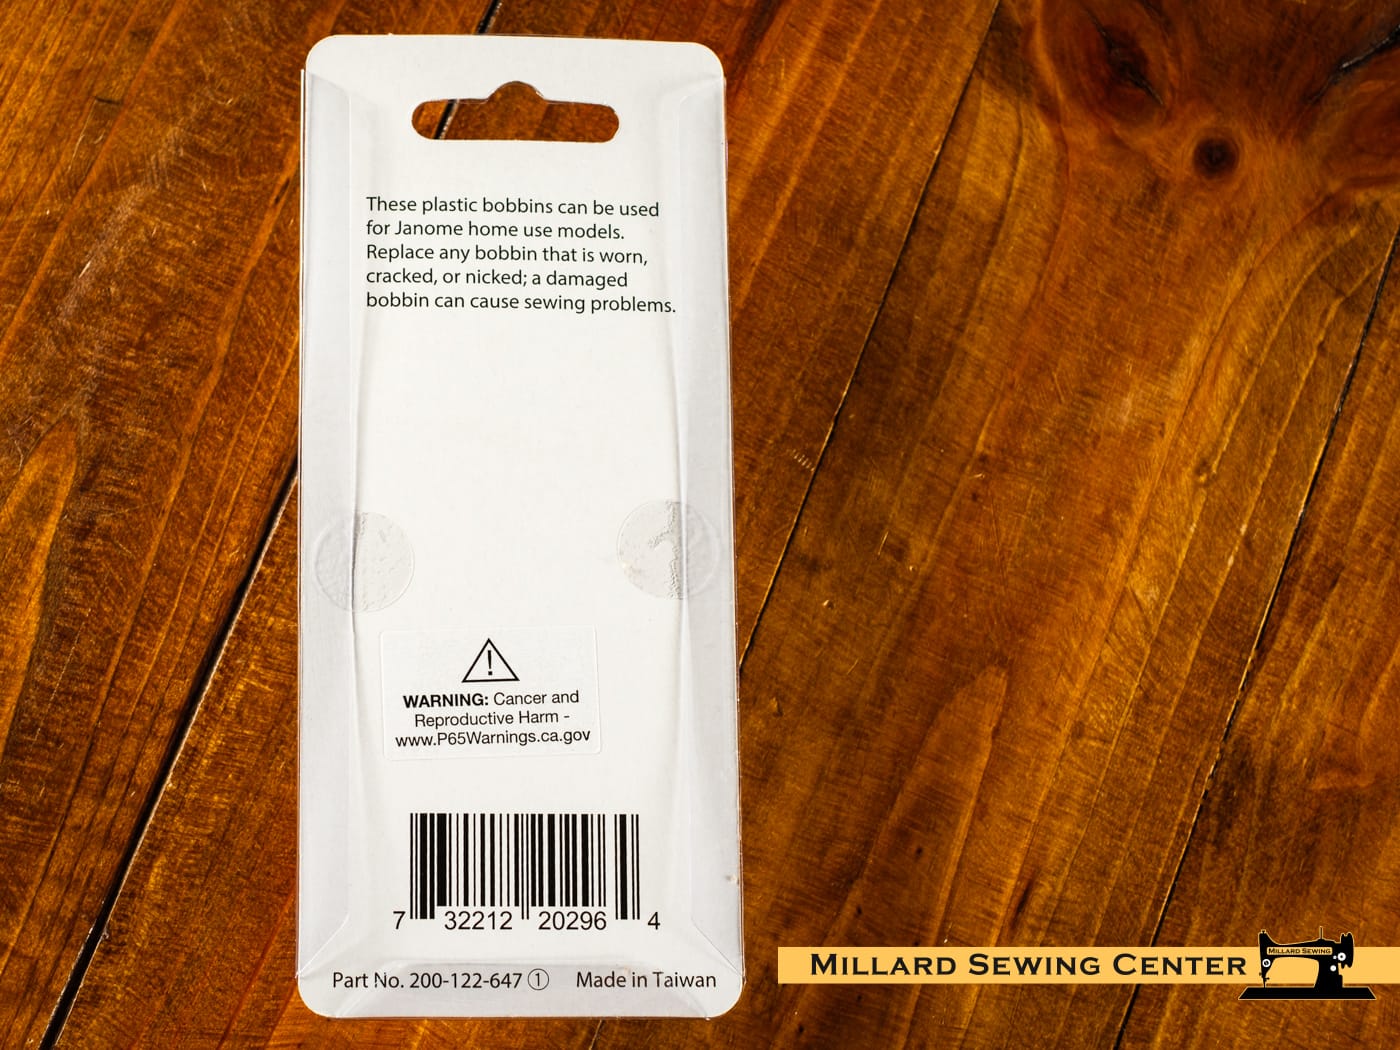 These plastic bobbins can be used
for Janome home use models.
Replace any bobbin that is worn,
cracked, or nicked; a damaged
bobbin can cause sewing problems.
WARNING: Cancer and
Reproductive Harm -
www.P65Warnings.ca.gov
7 32212 20296 4
Part No. 200-122-647 ① Made in Taiwan
Millard Sewing Center
Millard Sewing